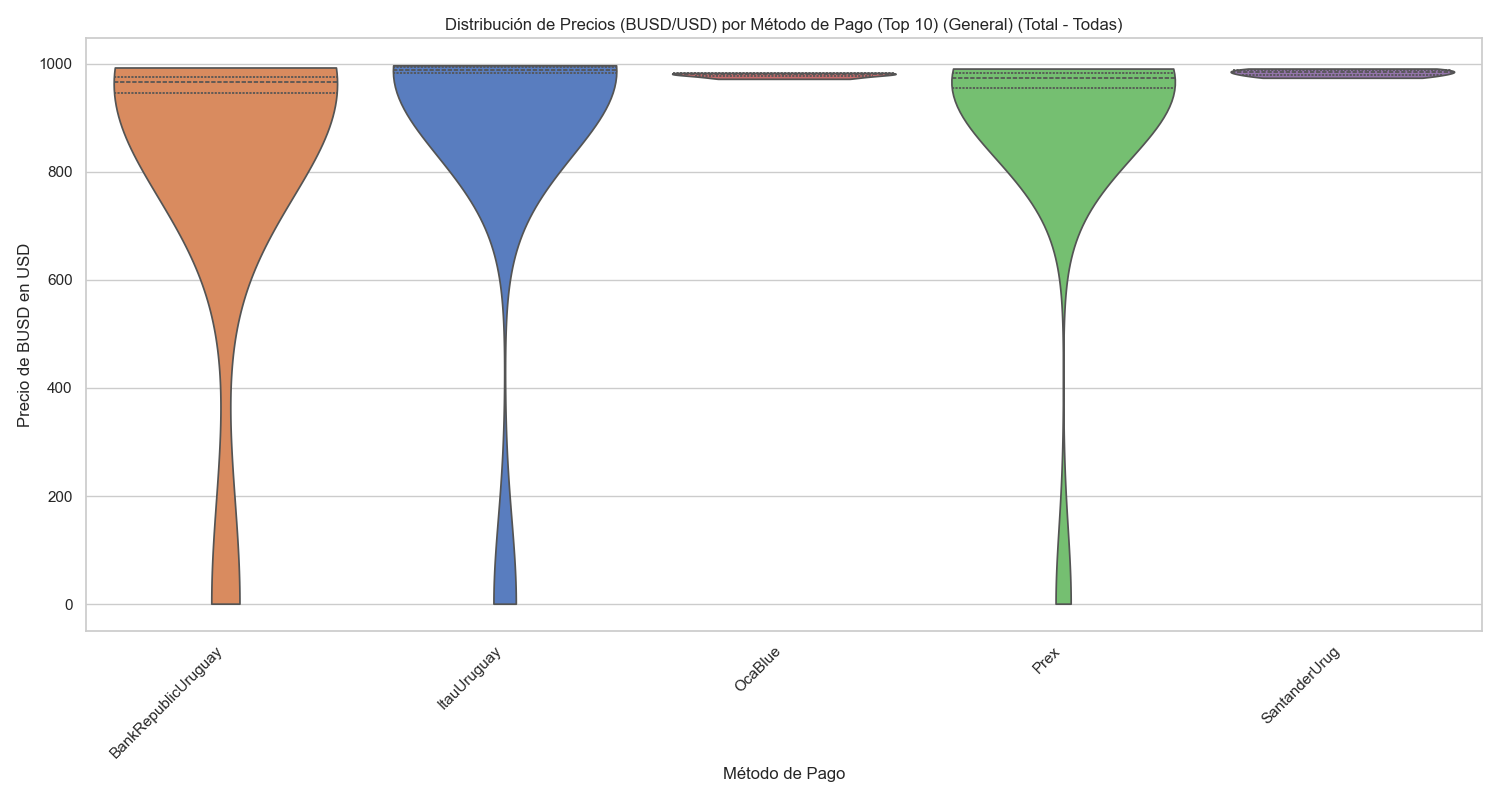 Distribución de Precios (BUSD/USD) por Método de Pago (Top 10) (General) (Total - Todas)
Precio de BUSD en USD
1000
800
600
400
200
0
BankRepublicUruguay
ItauUruguay
OcaBlue
Prex
SantanderUrug
Método de Pago